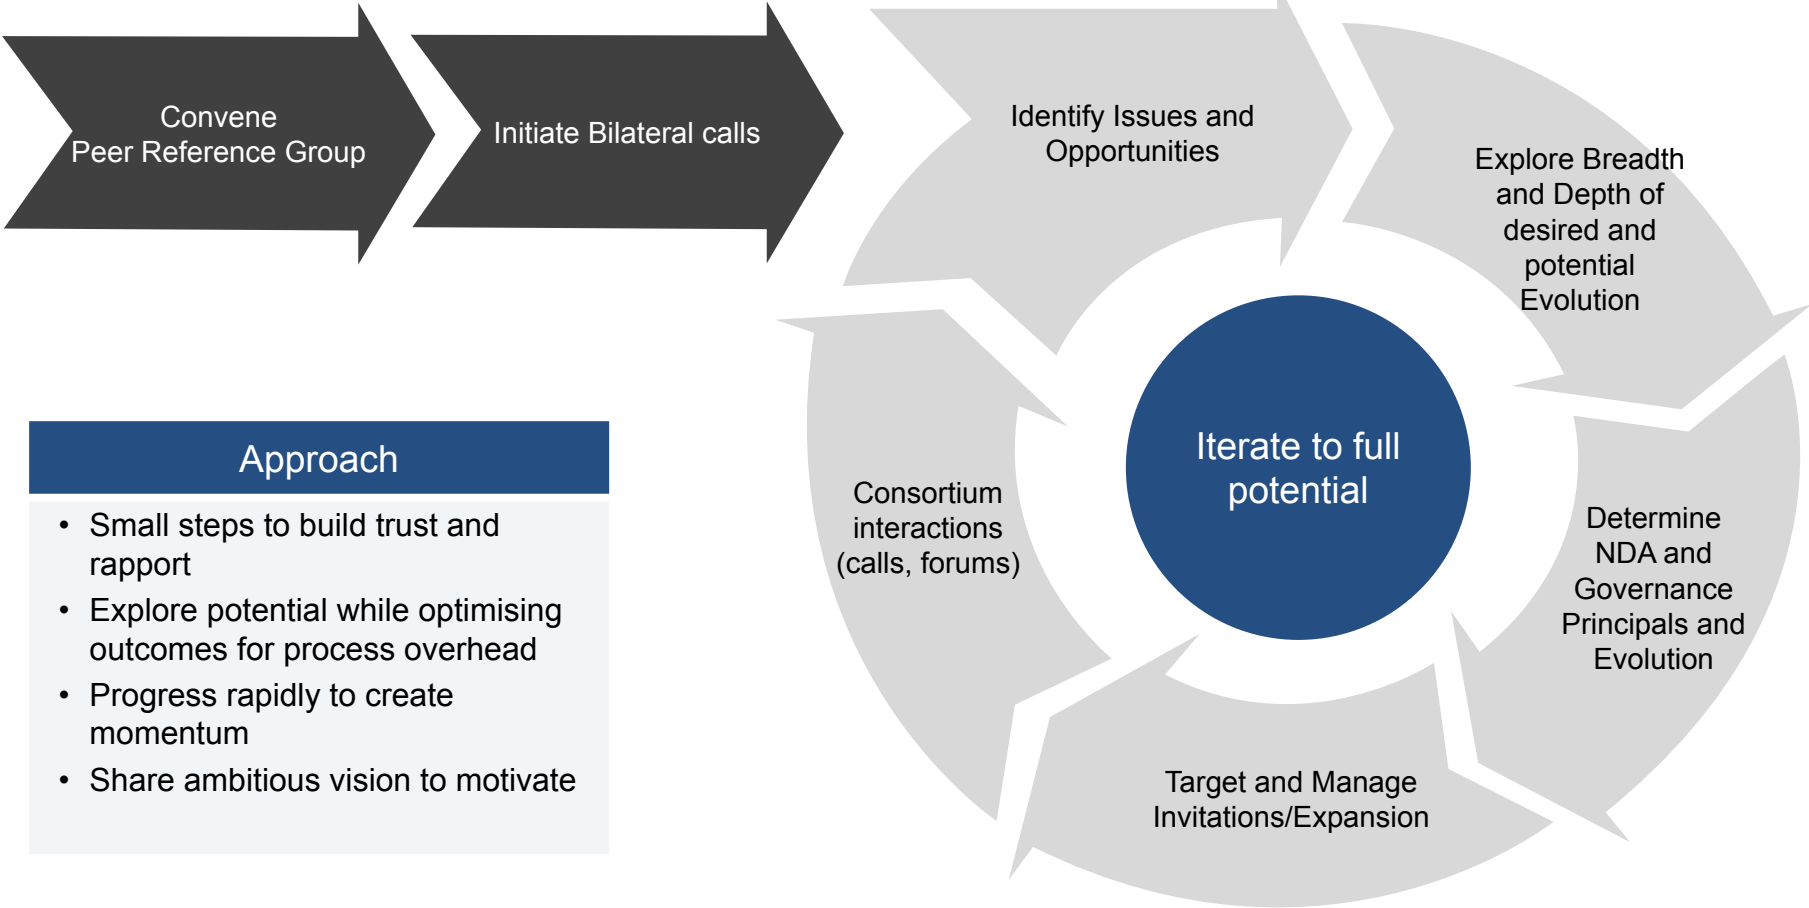 Convene
Peer Reference Group
Initiate Bilateral calls
Identify Issues and
Opportunities
Explore Breadth
and Depth of
desired and
potential
Evolution
Determine
NDA and
Governance
Principals and
Evolution
Target and Manage
Invitations/Expansion
Consortium
interactions
(calls, forums)
Iterate to full
potential
Approach
• Small steps to build trust and
rapport
• Explore potential while optimising
outcomes for process overhead
• Progress rapidly to create
momentum
• Share ambitious vision to motivate